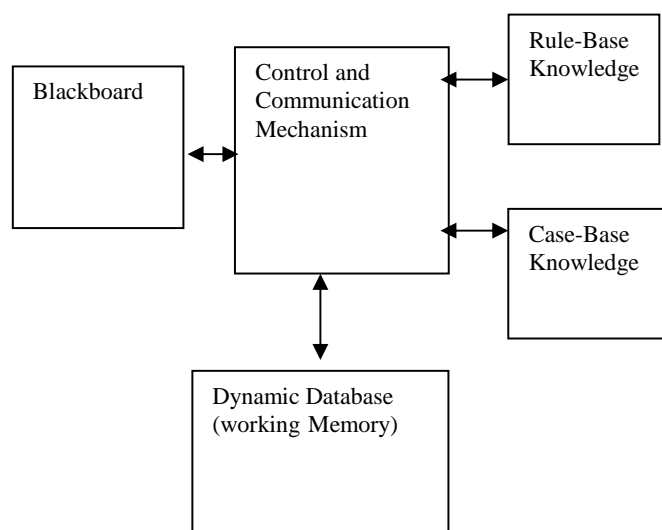 Blackboard
Control and
Communication
Mechanism
Rule-Base
Knowledge
Case-Base
Knowledge
Dynamic Database
(working Memory)